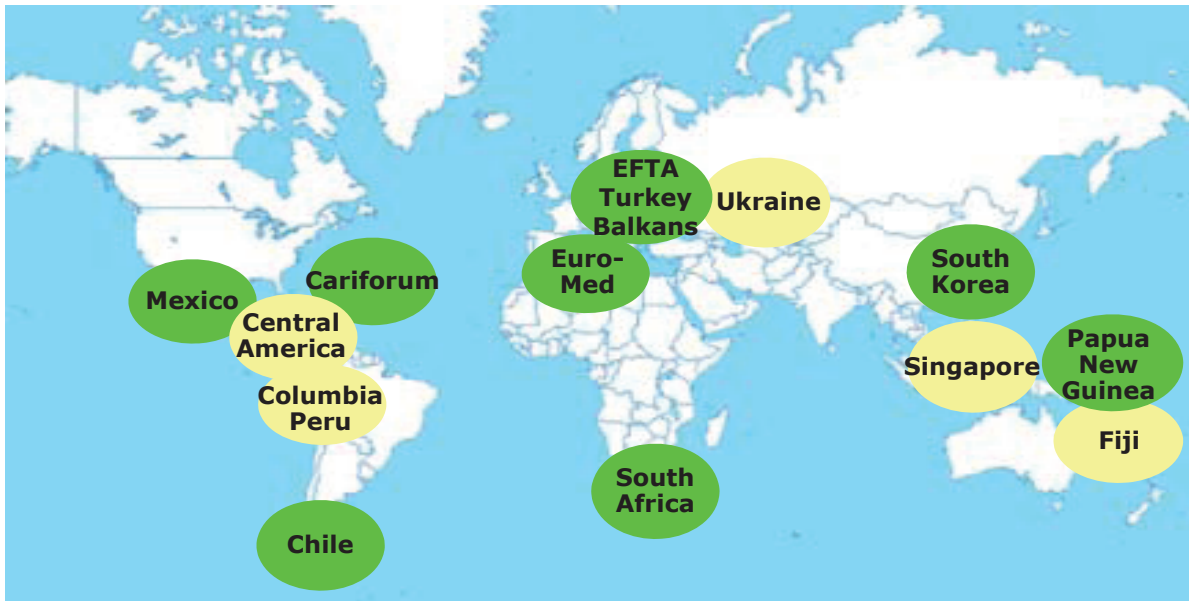 EFTA
Turkey
Balkans
Ukraine
Euro-
Med
South
Korea
Cariforum
Mexico
Central
America
Columbia
Peru
Singapore
Papua
New
Guinea
Fiji
South
Africa
Chile